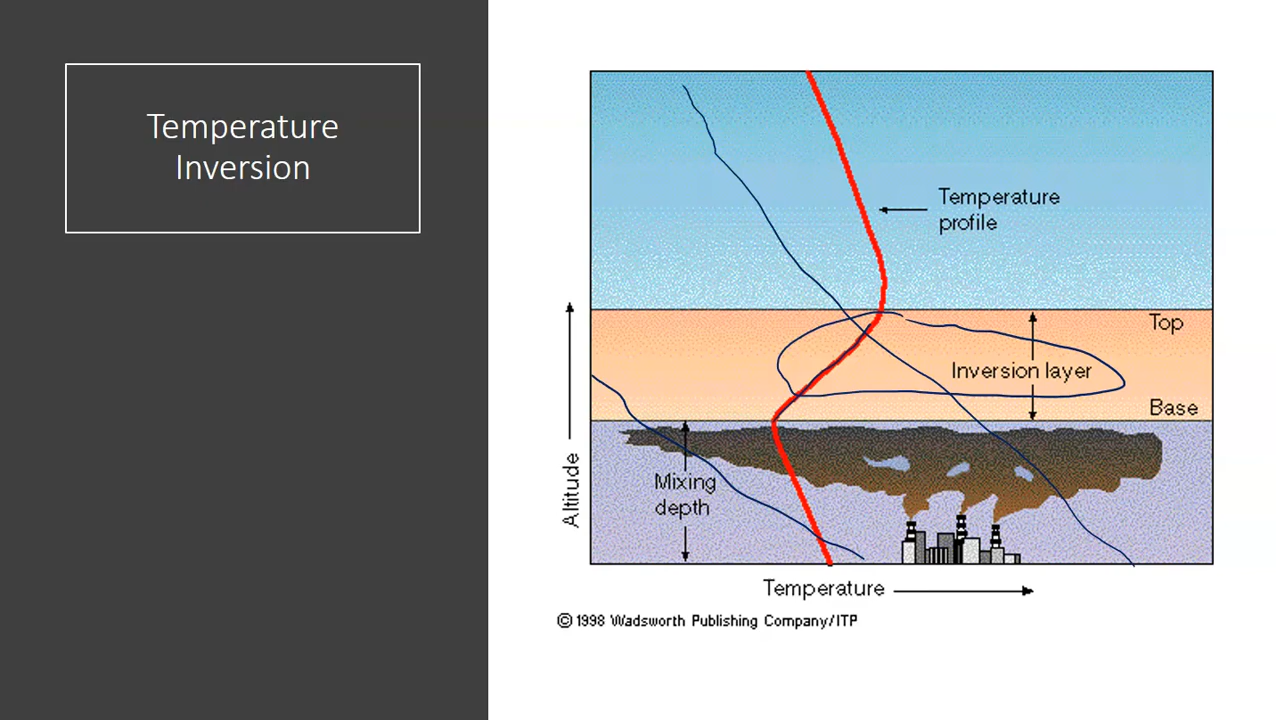 Temperature
Inversion
Temperature
profile
Top
Inversion layer
Base
Mixing
depth
Altitude
Temperature
© 1998 Wadsworth Publishing Company/ITP